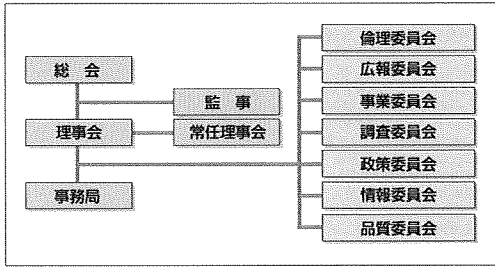 総 会
監 事
理事会
常任理事会
事務局
倫理委員会
広報委員会
事業委員会
調査委員会
政策委員会
情報委員会
品質委員会